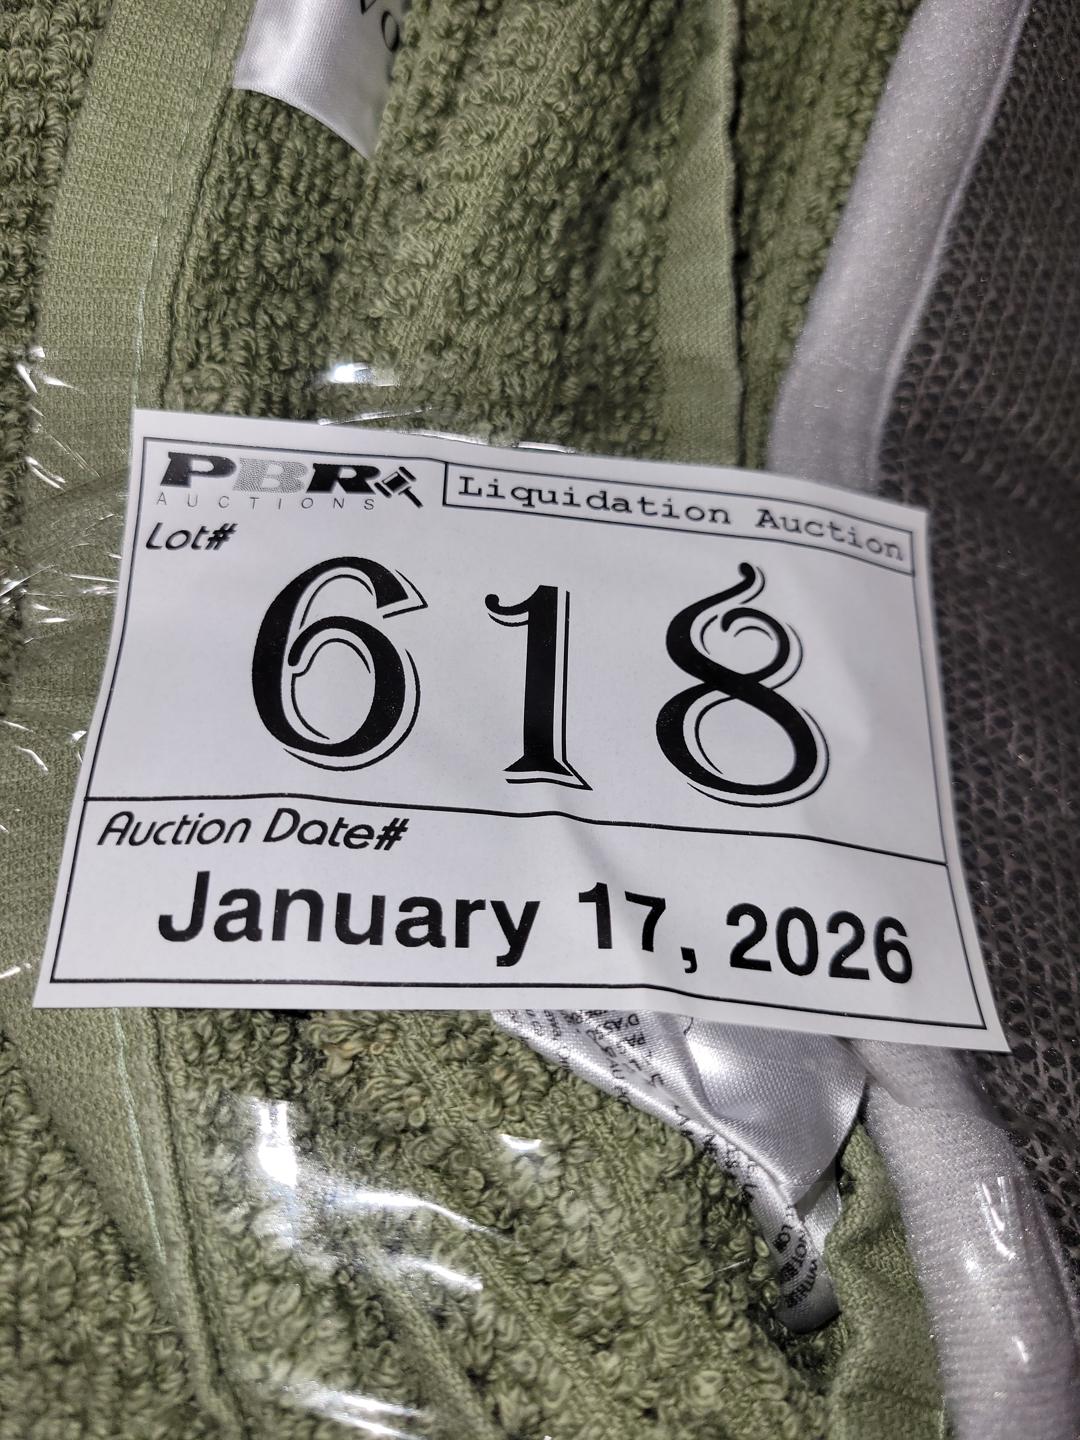 PBR
AUCTIONS
Liquidation Auction
Lot#
618
Auction Date#
January 17, 2026